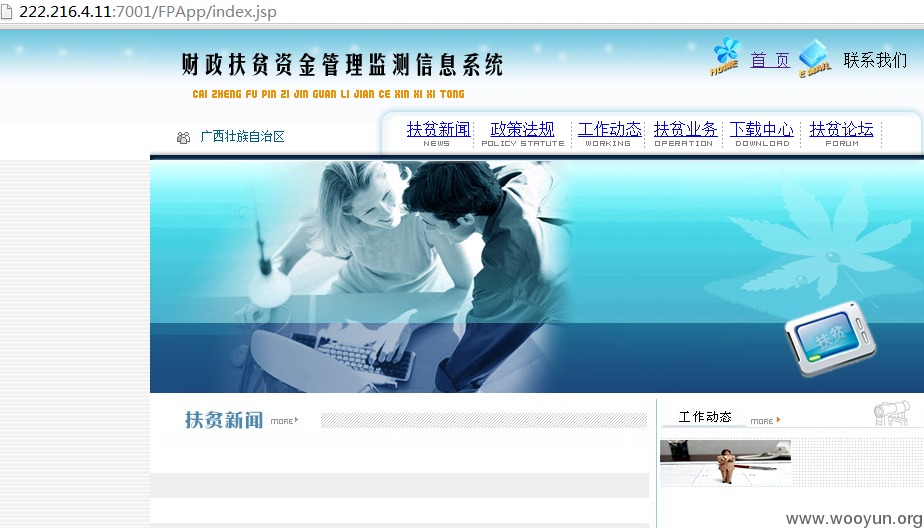 222.216.4.11:7001/FPApp/index.jsp
财政扶贫资金管理监测信息系统
CAI ZHENG FU PIN ZI JIN GUAN LI JIAN CE XIN XI XI TONG
HOME 首 页 EMAIL 联系我们
广西壮族自治区
扶贫新闻 政策法规 工作动态 扶贫业务 下载中心 扶贫论坛
NEWS POLICY STATUTE WORKING OPERATION DOWNLOAD FORUM
扶贫
扶贫新闻 MORE 工作动态 MORE
www.wooyun.org